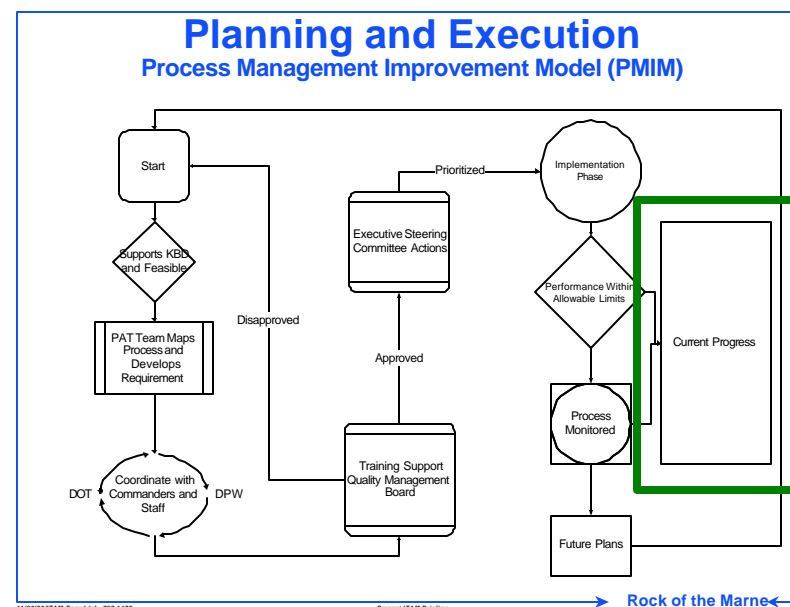 Planning and Execution
Process Management Improvement Model (PMIM)
Start
Supports KBD
and Feasible
PAT Team Maps
Process and
Develops
Requirement
DOT
Coordinate with
Commanders and
Staff
DPW
Disapproved
Training Support
Quality Management
Board
Approved
Executive Steering
Committee Actions
Prioritized
Implementation
Phase
Performance Within
Allowable Limits
Process
Monitored
Current Progress
Future Plans
Rock of the Marne